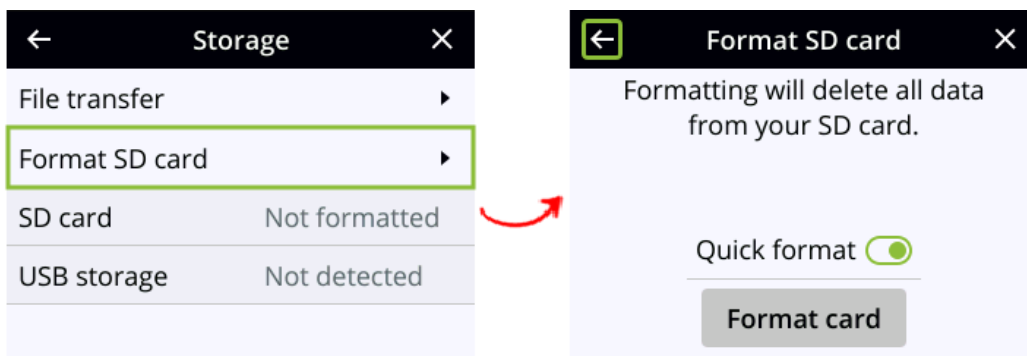 Storage
File transfer
Format SD card
SD card Not formatted
USB storage Not detected
Format SD card
Formatting will delete all data
from your SD card.
Quick format
Format card